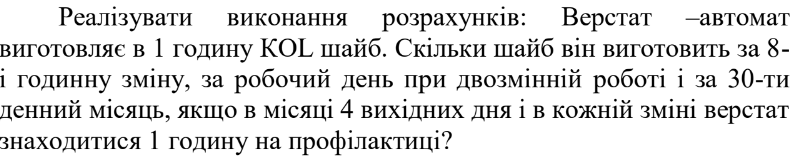 Реалізувати виконання розрахунків: Верстат –автомат
виготовляє в 1 годину KOL шайб. Скільки шайб він виготовить за 8-
і годинну зміну, за робочий день при двозмінній роботі і за 30-ти
денний місяць, якщо в місяці 4 вихідних дня і в кожній зміні верстат
знаходитися 1 годину на профілактиці?